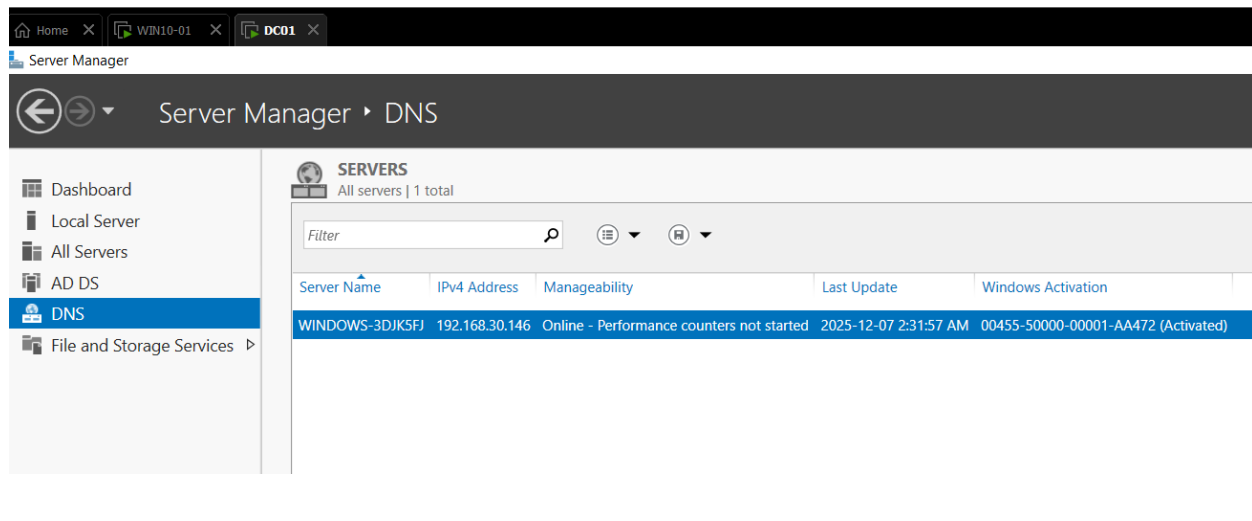 Home WIN10-01 DC01
Server Manager
Server Manager DNS
Dashboard
Local Server
All Servers
AD DS
DNS
File and Storage Services
SERVERS
All servers | 1 total
Filter
Server Name IPv4 Address Manageability Last Update Windows Activation
WINDOWS-3DJK5FJ 192.168.30.146 Online - Performance counters not started 2025-12-07 2:31:57 AM 00455-50000-00001-AA472 (Activated)